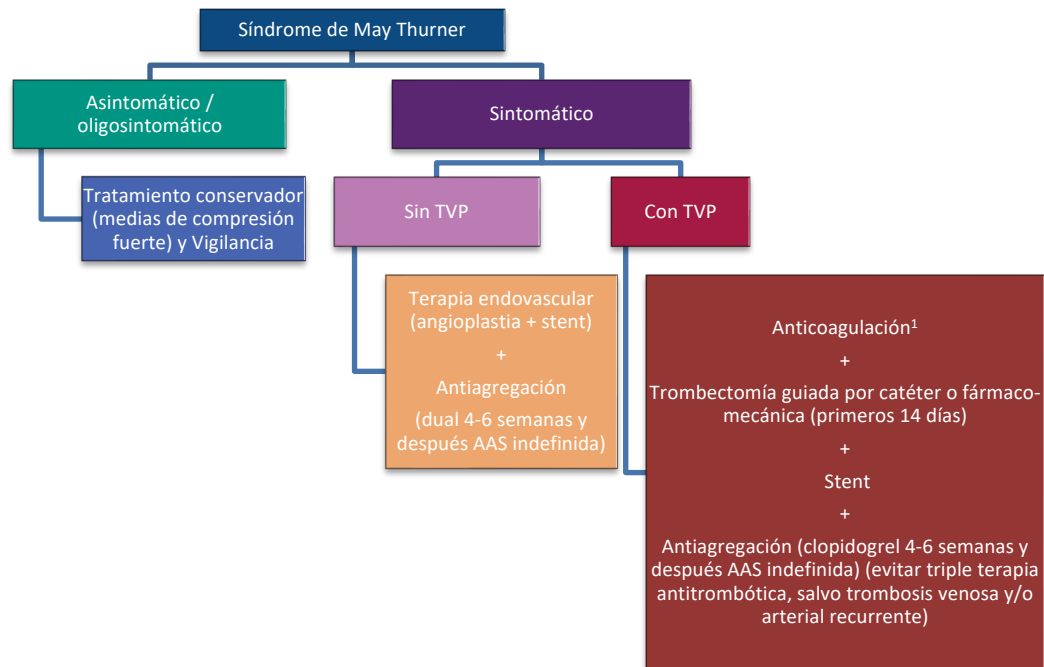 Síndrome de May Thurner
Asintomático /
oligosintomático
Sintomático
Tratamiento conservador
(medias de compresión
fuerte) y Vigilancia
Sin TVP
Con TVP
Terapia endovascular
(angioplastia + stent)
+
Antiagregación
(dual 4-6 semanas y
después AAS indefinida)
Anticoagulación¹
+
Trombectomía guiada por catéter o fármaco-
mecánica (primeros 14 días)
+
Stent
+
Antiagregación (clopidogrel 4-6 semanas y
después AAS indefinida) (evitar triple terapia
antitrombótica, salvo trombosis venosa y/o
arterial recurrente)